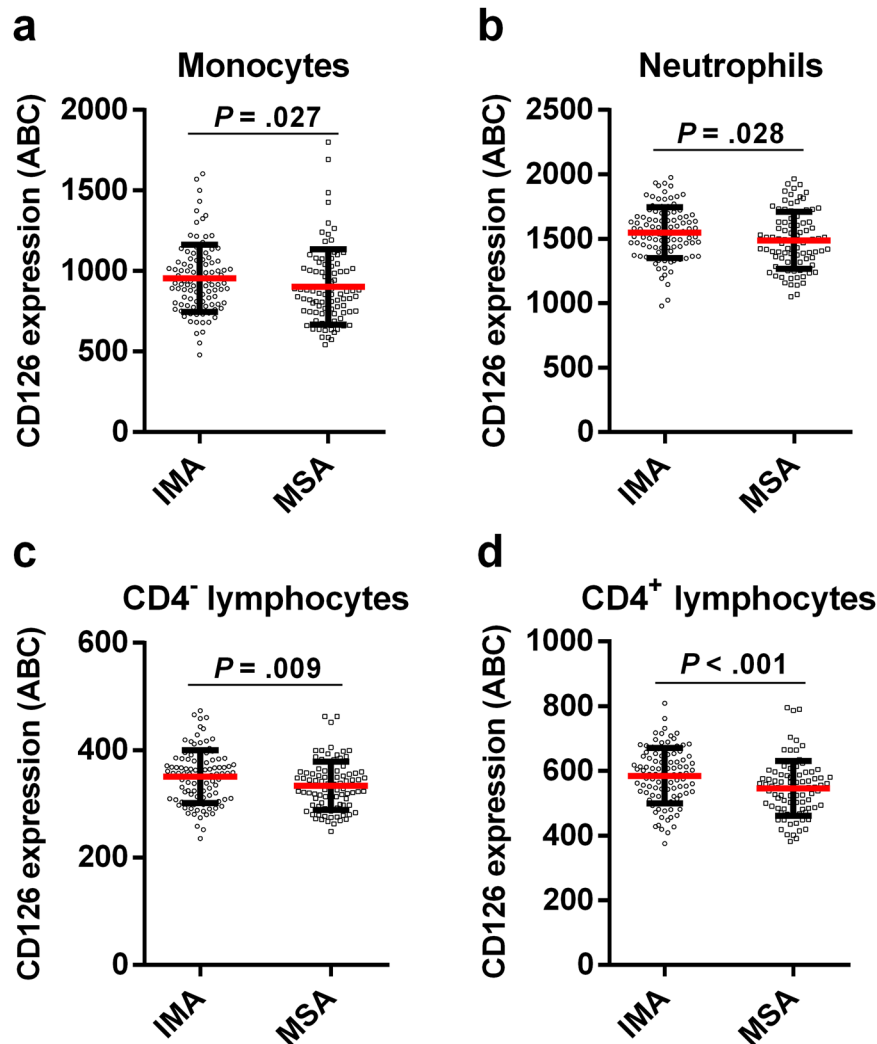 a
Monocytes
CD126 expression (ABC)
2000
1500
1000
500
0
P = .027
IMA
MSA
b
Neutrophils
CD126 expression (ABC)
2500
2000
1500
1000
500
0
P = .028
IMA
MSA
c
CD4⁻ lymphocytes
CD126 expression (ABC)
600
400
200
0
P = .009
IMA
MSA
d
CD4⁺ lymphocytes
CD126 expression (ABC)
1000
800
600
400
200
0
P < .001
IMA
MSA